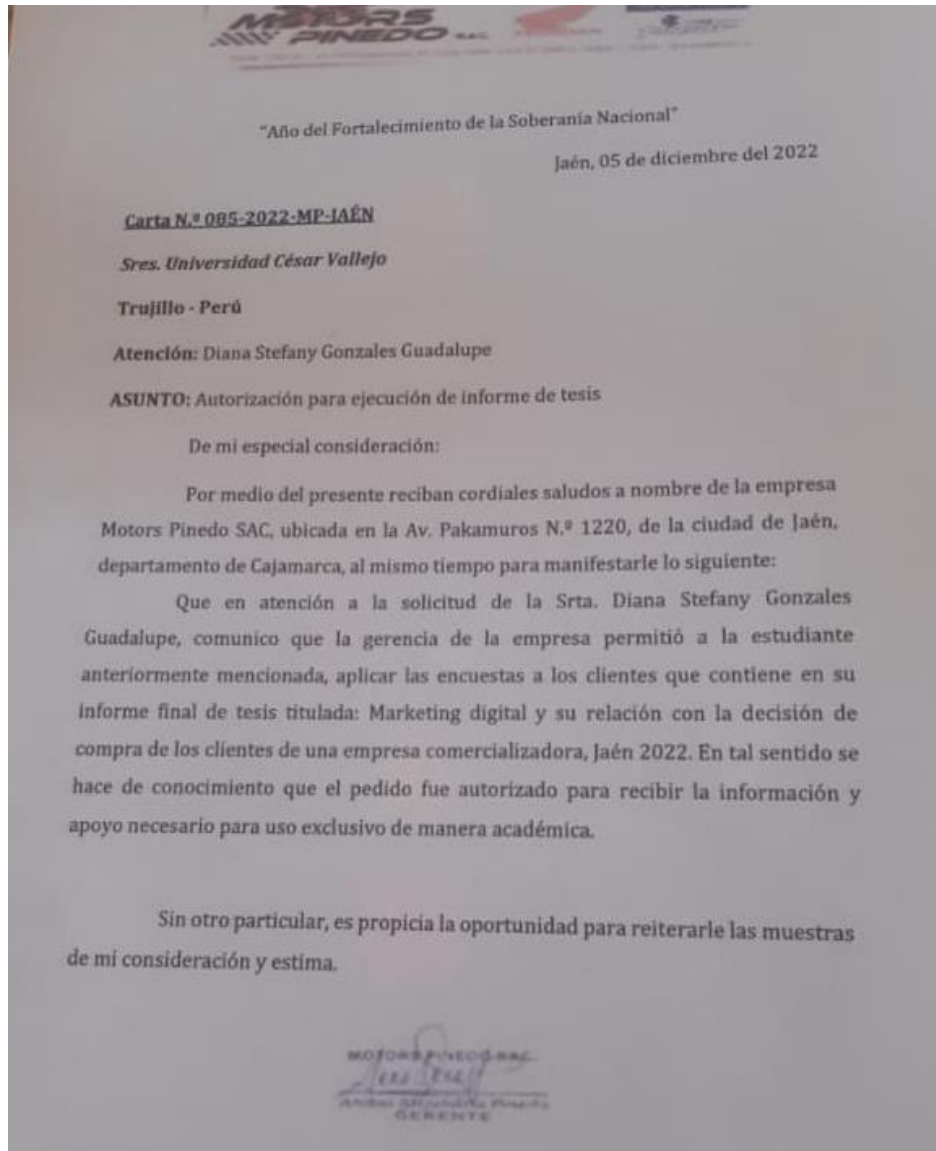 MOTORS
PINEDO SAC
"Año del Fortalecimiento de la Soberanía Nacional"
Jaén, 05 de diciembre del 2022
Carta N.º 085-2022-MP-JAÉN
Sres. Universidad César Vallejo
Trujillo - Perú
Atención: Diana Stefany Gonzales Guadalupe
ASUNTO: Autorización para ejecución de informe de tesis
De mi especial consideración:
Por medio del presente reciban cordiales saludos a nombre de la empresa
Motors Pinedo SAC, ubicada en la Av. Pakamuros N.º 1220, de la ciudad de Jaén,
departamento de Cajamarca, al mismo tiempo para manifestarle lo siguiente:
Que en atención a la solicitud de la Srta. Diana Stefany Gonzales
Guadalupe, comunico que la gerencia de la empresa permitió a la estudiante
anteriormente mencionada, aplicar las encuestas a los clientes que contiene en su
informe final de tesis titulada: Marketing digital y su relación con la decisión de
compra de los clientes de una empresa comercializadora, Jaén 2022. En tal sentido se
hace de conocimiento que el pedido fue autorizado para recibir la información y
apoyo necesario para uso exclusivo de manera académica.
Sin otro particular, es propicia la oportunidad para reiterarle las muestras
de mi consideración y estima.
MOTORS PINEDO SAC
Pinedo
GERENTE